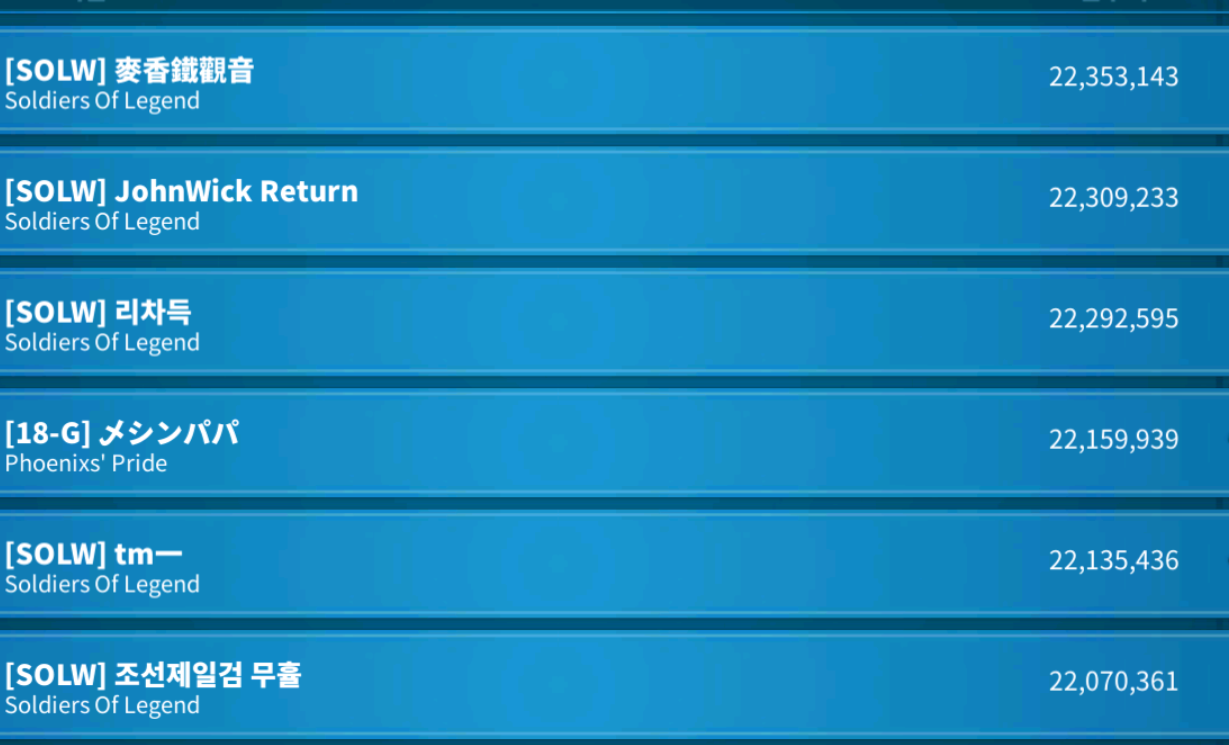 [SOLW] 麥香鐵觀音
22,353,143
Soldiers Of Legend
[SOLW] JohnWick Return
22,309,233
Soldiers Of Legend
[SOLW] 리차득
22,292,595
Soldiers Of Legend
[18-G] メシンパパ
22,159,939
Phoenixs' Pride
[SOLW] tm一
22,135,436
Soldiers Of Legend
[SOLW] 조선제일검 무휼
22,070,361
Soldiers Of Legend